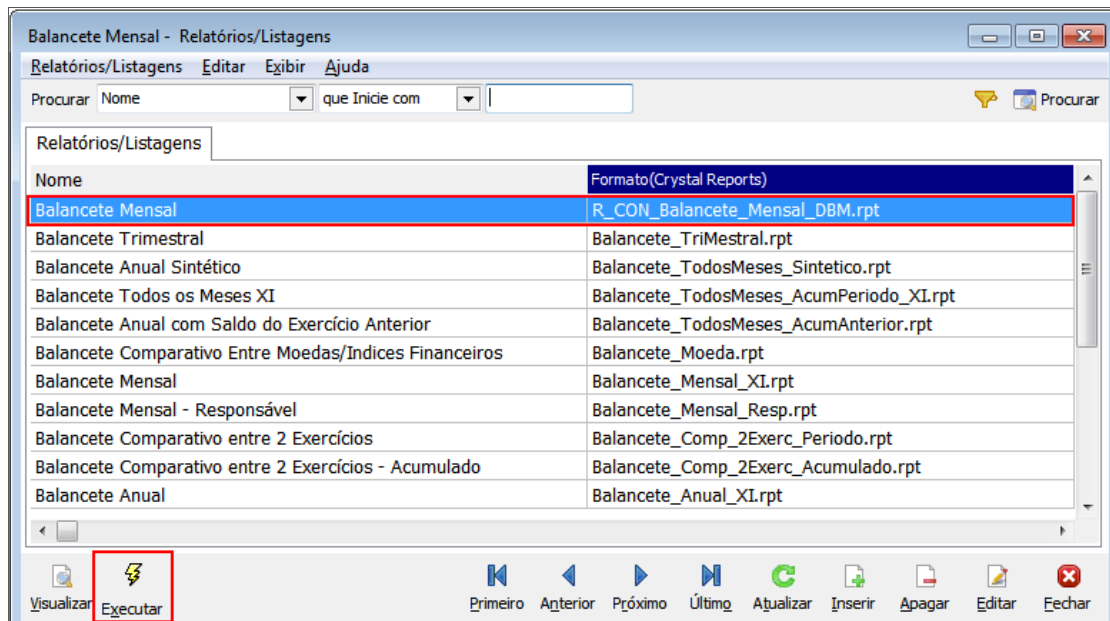 Balancete Mensal - Relatórios/Listagens
Relatórios/Listagens Editar Exibir Ajuda
Procurar Nome que Inicie com Procurar
Relatórios/Listagens
Nome Formato(Crystal Reports)
Balancete Mensal R_CON_Balancete_Mensal_DBM.rpt
Balancete Trimestral Balancete_TriMestral.rpt
Balancete Anual Sintético Balancete_TodosMeses_Sintetico.rpt
Balancete Todos os Meses XI Balancete_TodosMeses_AcumPeriodo_XI.rpt
Balancete Anual com Saldo do Exercício Anterior Balancete_TodosMeses_AcumAnterior.rpt
Balancete Comparativo Entre Moedas/Indices Financeiros Balancete_Moeda.rpt
Balancete Mensal Balancete_Mensal_XI.rpt
Balancete Mensal - Responsável Balancete_Mensal_Resp.rpt
Balancete Comparativo entre 2 Exercícios Balancete_Comp_2Exerc_Periodo.rpt
Balancete Comparativo entre 2 Exercícios - Acumulado Balancete_Comp_2Exerc_Acumulado.rpt
Balancete Anual Balancete_Anual_XI.rpt
Visualizar Executar Primeiro Anterior Próximo Último Atualizar Inserir Apagar Editar Fechar